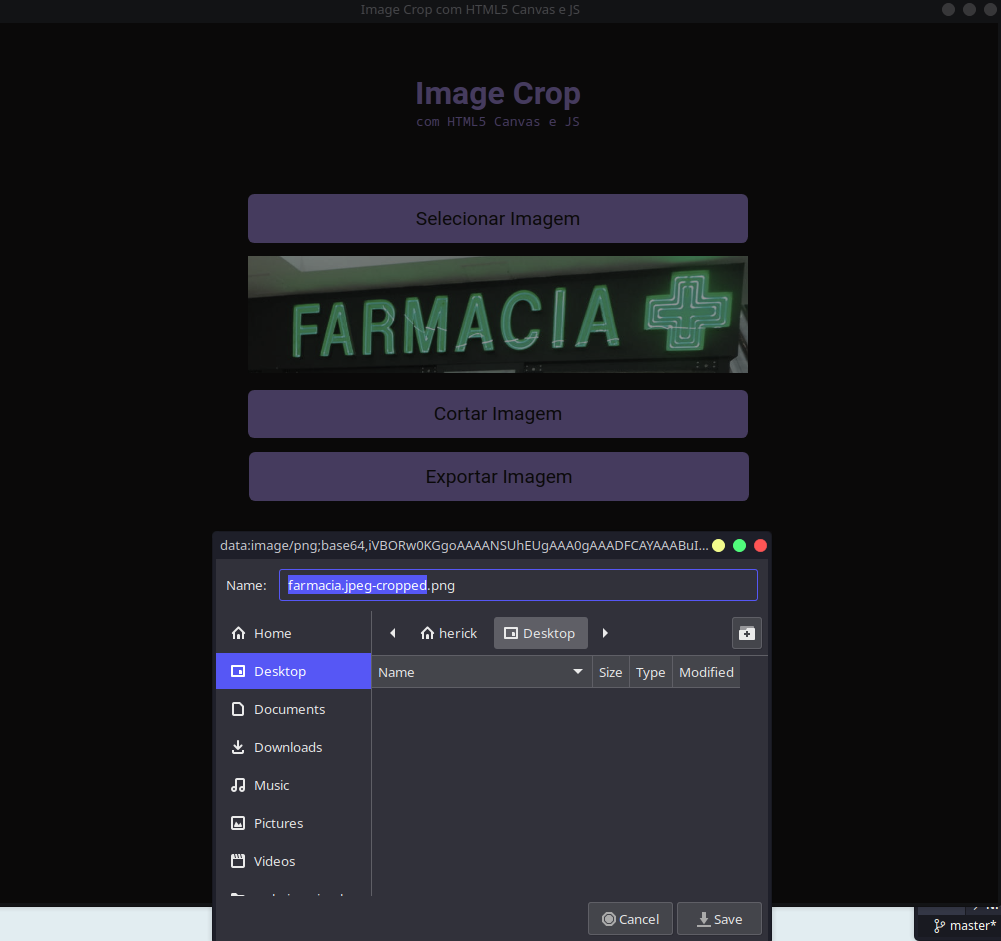 Image Crop com HTML5 Canvas e JS
Image Crop
com HTML5 Canvas e JS
Selecionar Imagem
FARMACIA
Cortar Imagem
Exportar Imagem
data:image/png;base64,iVBORw0KGgoAAAANSUhEUgAAA0gAAADFCAYAAABuI...
Name: farmacia.jpeg-cropped.png
Home
herick Desktop
Desktop
Name Size Type Modified
Documents
Downloads
Music
Pictures
Videos
Cancel Save
master*